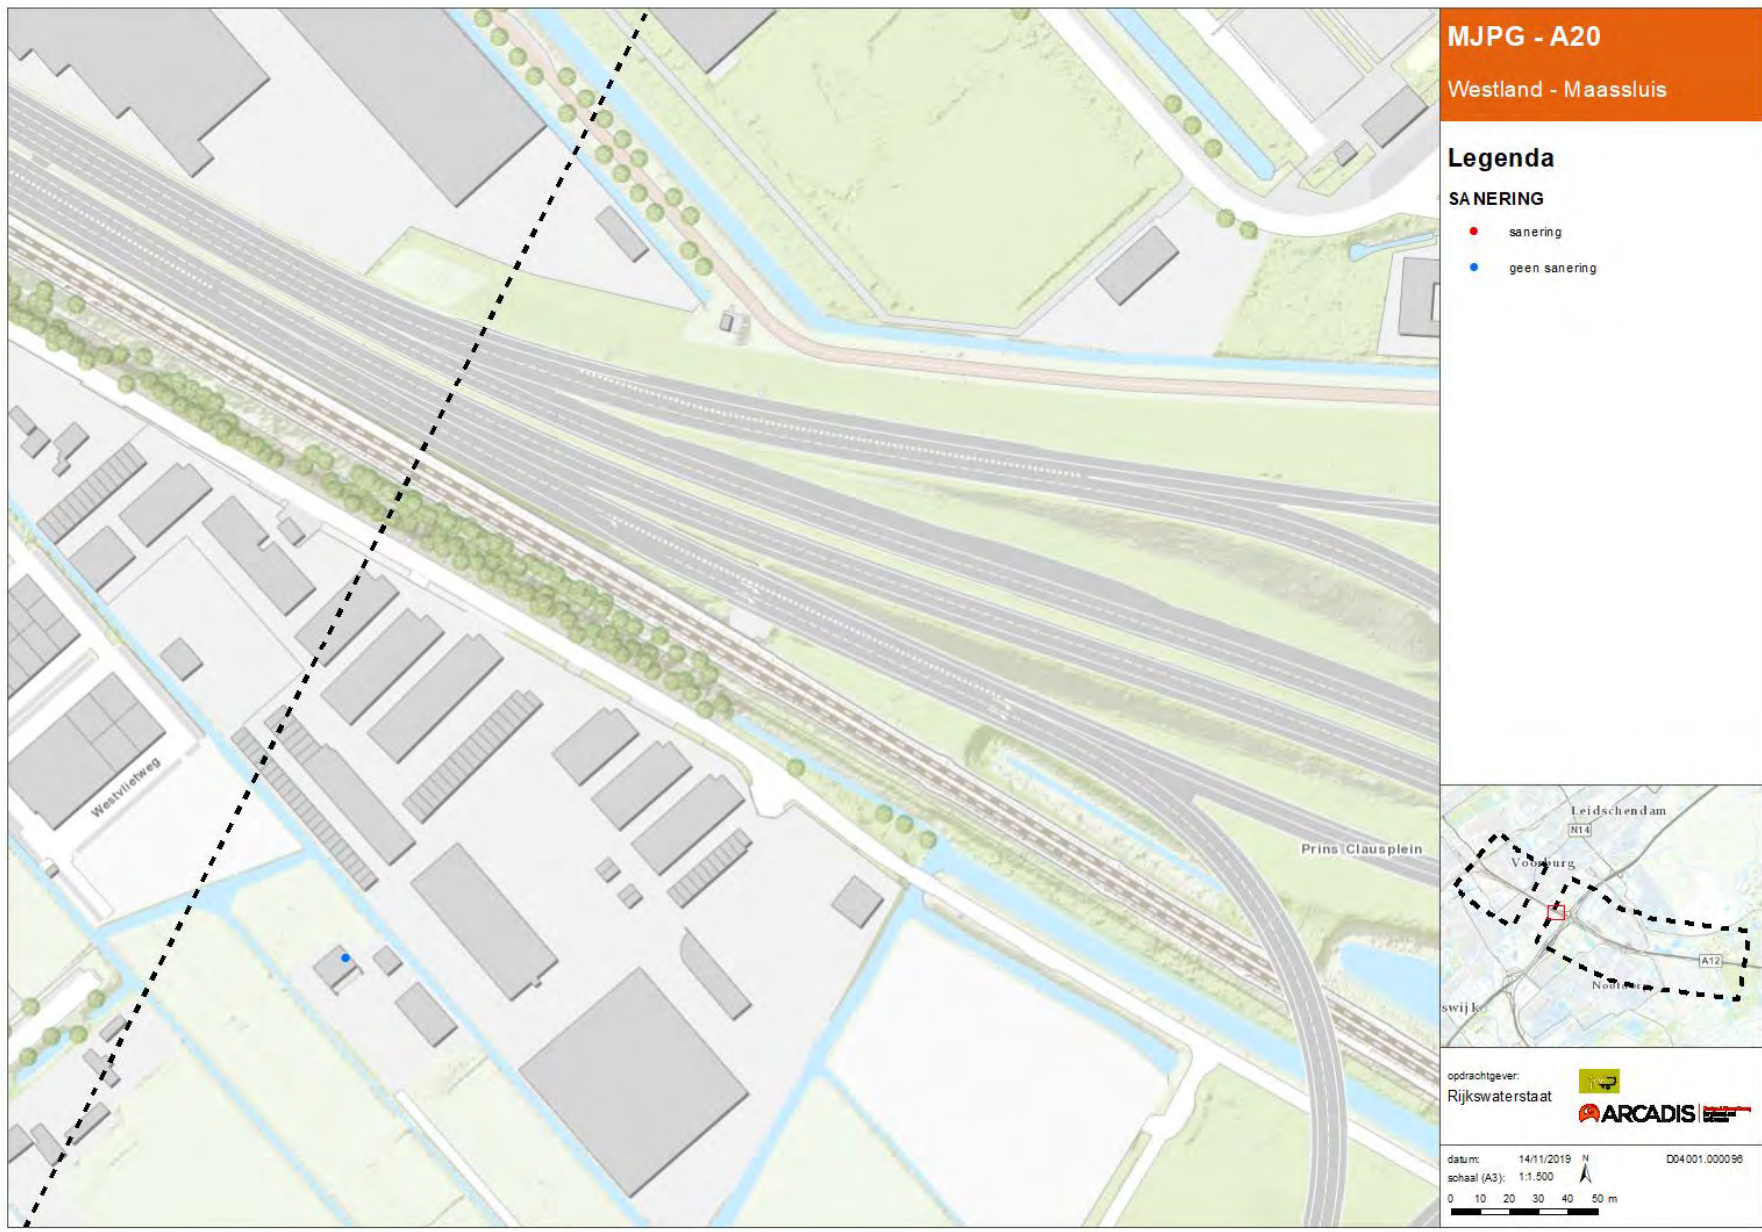 MJPG - A20
Westland - Maassluis
Legenda
SANERING
sanering
geen sanering
Westvlietweg
Prins Clausplein
Leidschendam
N14
Voorburg
A12
swijk
opdrachtgever:
Rijkswaterstaat
ARCADIS
datum: 14/11/2019 N D04001.000096
schaal (A3): 1:1.500
0 10 20 30 40 50 m